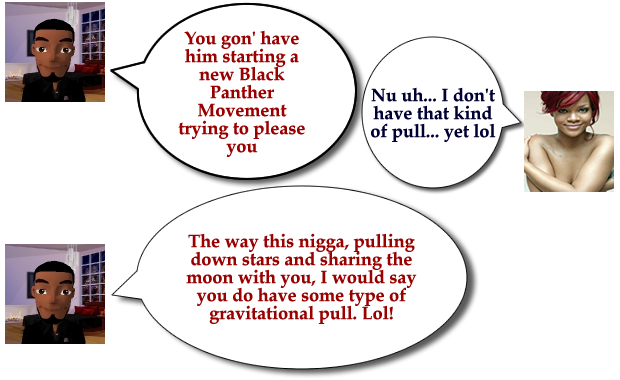 You gon' have
him starting a
new Black
Panther
Movement
trying to please
you
Nu uh... I don't
have that kind
of pull... yet lol
The way this nigga, pulling
down stars and sharing the
moon with you, I would say
you do have some type of
gravitational pull. Lol!